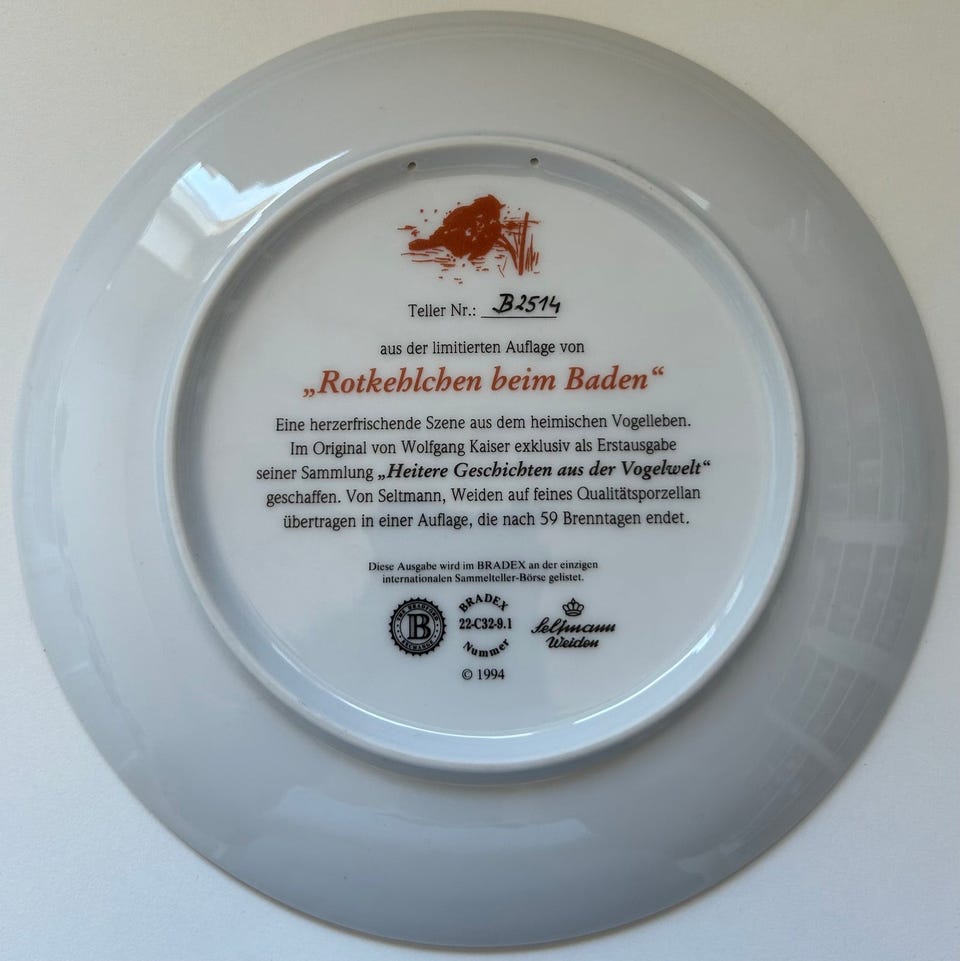 Teller Nr.: B2514
aus der limitierten Auflage von
„Rotkehlchen beim Baden“
Eine herzerfrischende Szene aus dem heimischen Vogelleben.
Im Original von Wolfgang Kaiser exklusiv als Erstausgabe
seiner Sammlung „Heitere Geschichten aus der Vogelwelt“
geschaffen. Von Seltmann, Weiden auf feines Qualitätsporzellan
übertragen in einer Auflage, die nach 59 Brenntagen endet.
Diese Ausgabe wird im BRADEX an der einzigen
internationalen Sammelteller-Börse gelistet.
THE BRADFORD
B
EXCHANGE
BRADEX
22-C32-9.1
Nummer
Seltmann
Weiden
© 1994